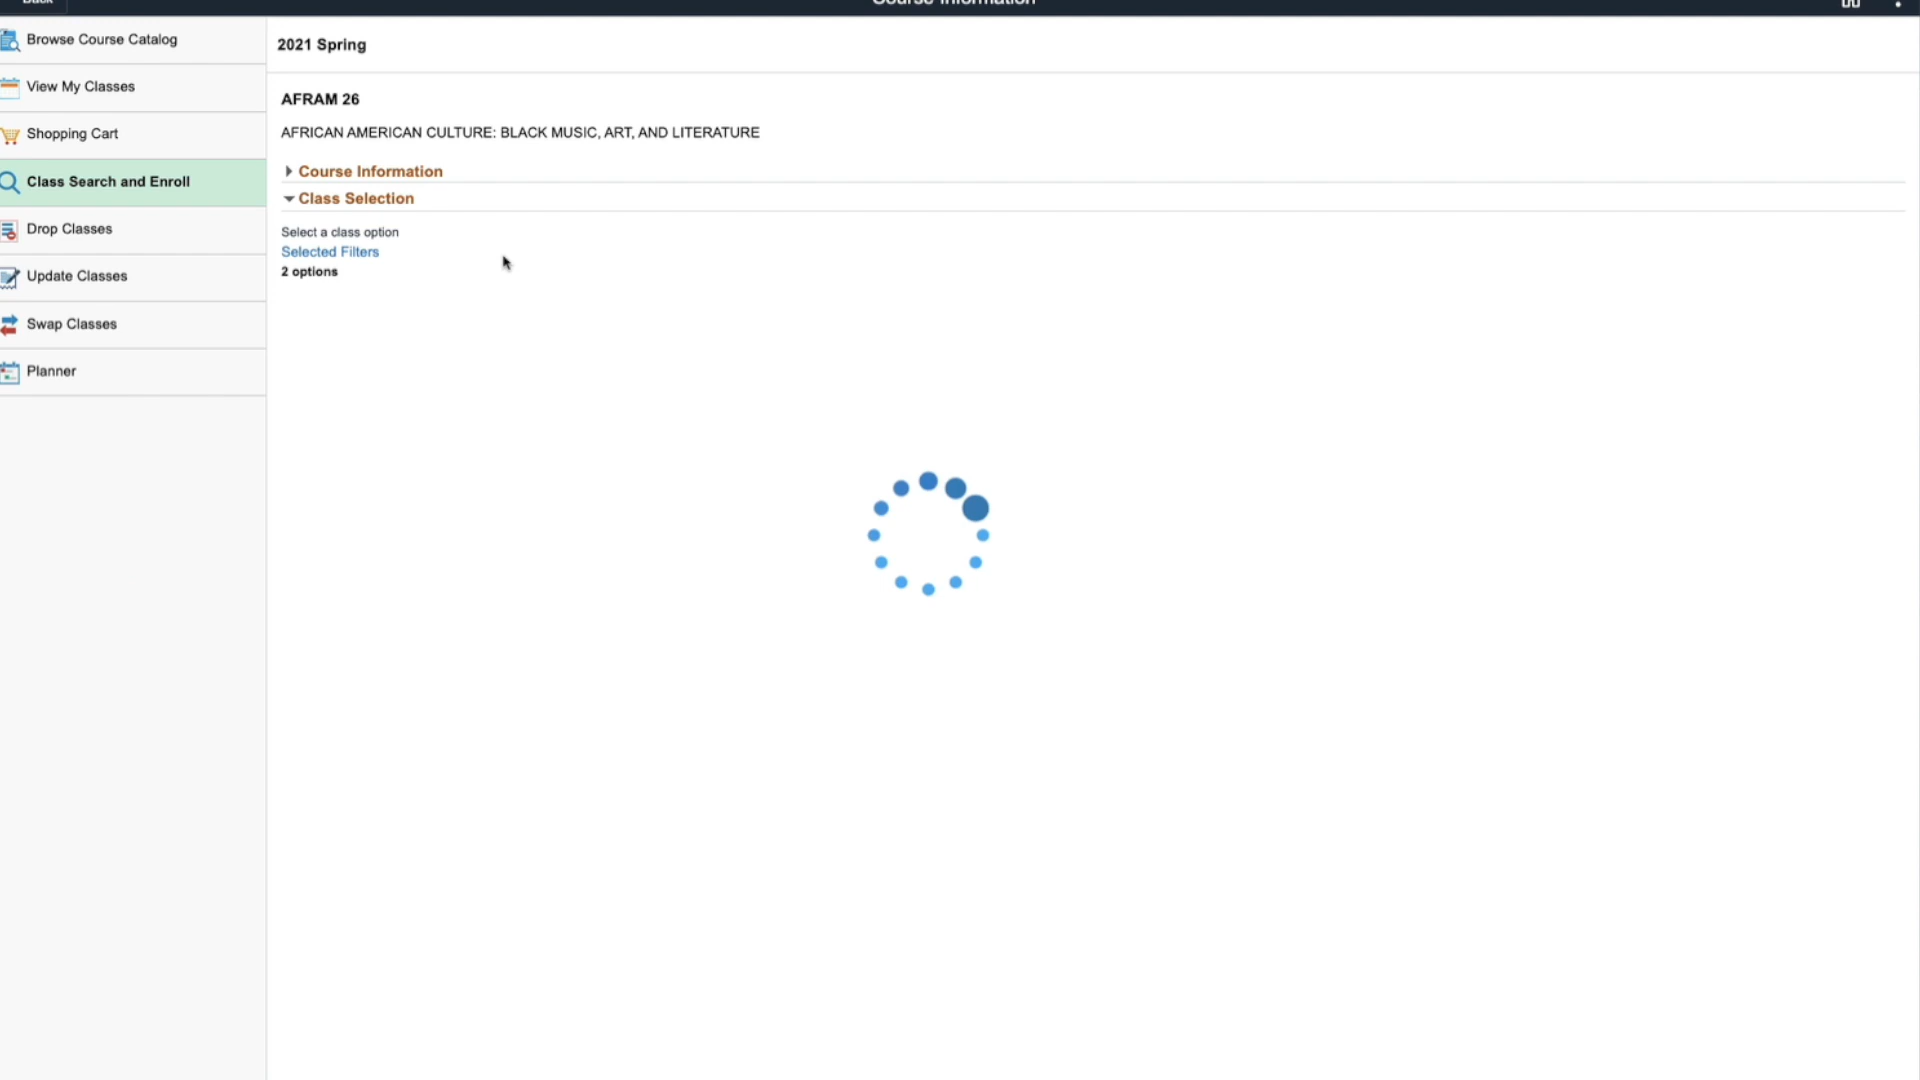 Back
Course Information
Browse Course Catalog
View My Classes
Shopping Cart
Class Search and Enroll
Drop Classes
Update Classes
Swap Classes
Planner
2021 Spring
AFRAM 26
AFRICAN AMERICAN CULTURE: BLACK MUSIC, ART, AND LITERATURE
Course Information
Class Selection
Select a class option
Selected Filters
2 options